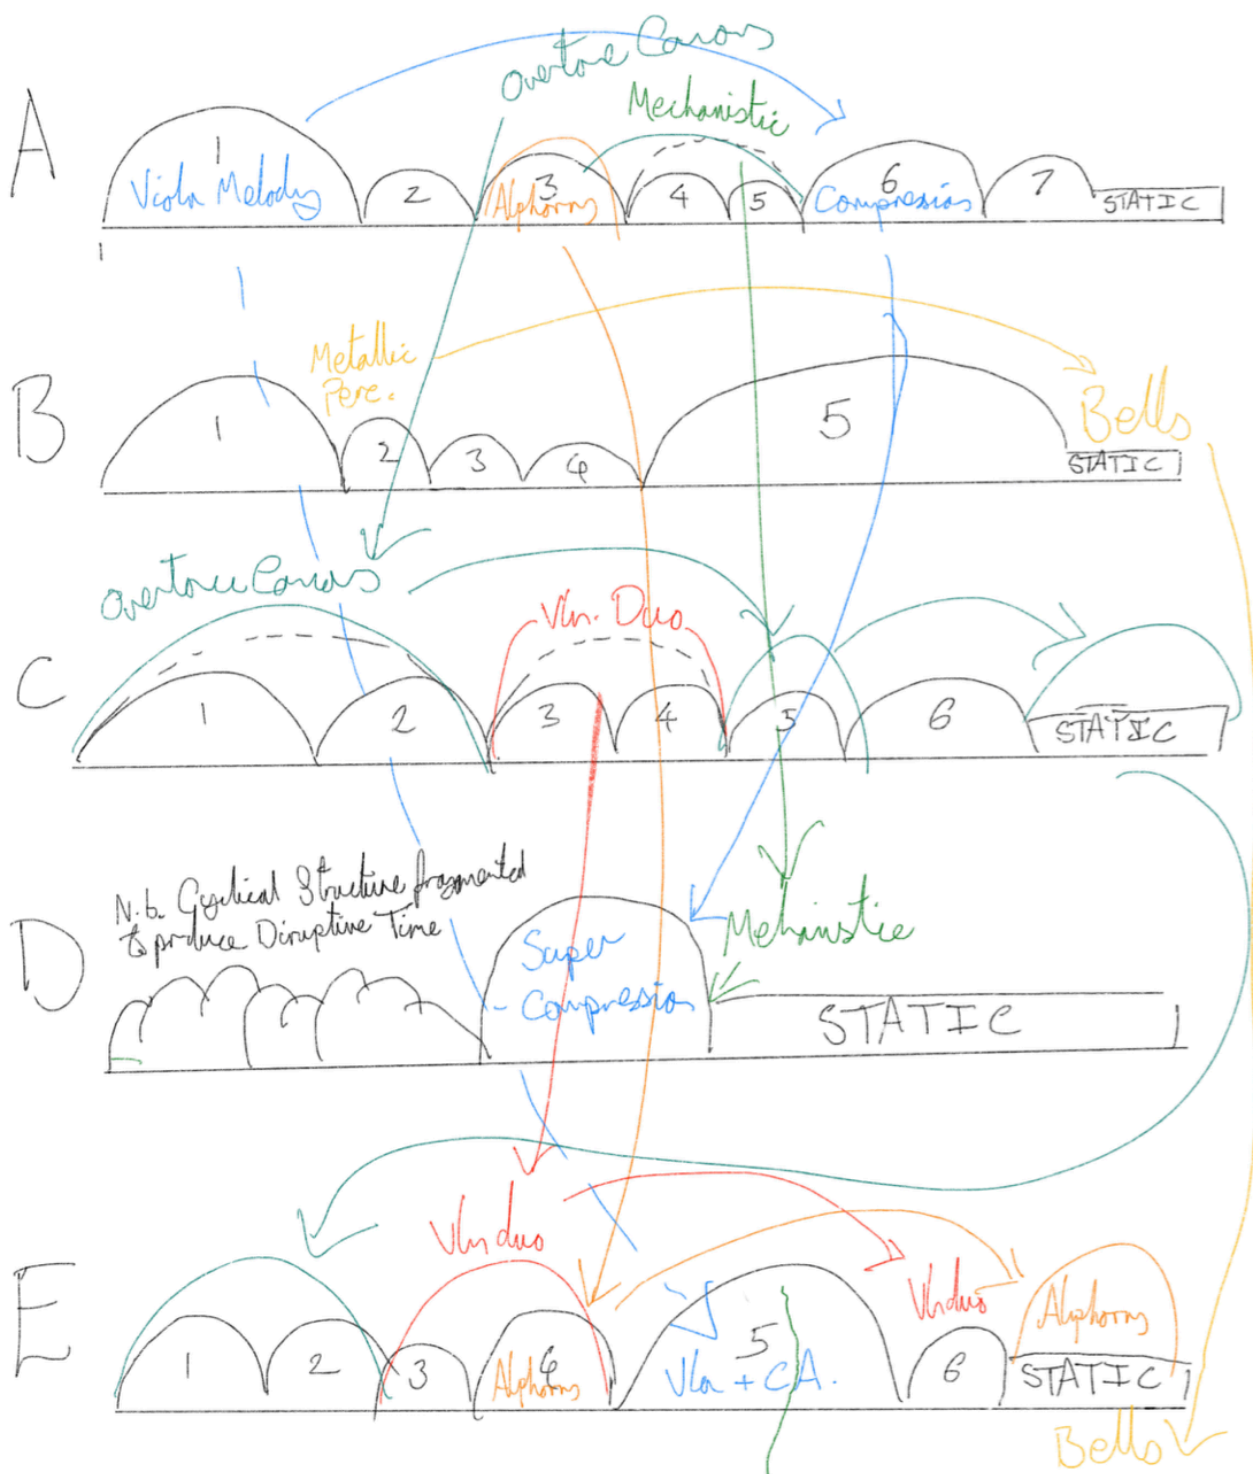 Overtone Canons
Mechanistic
A
1
Viola Melody
2
3
Alphorns
4
5
6
Compression
7
STATIC
1
Metallic
Perc.
B
1
2
3
4
5
Bells
STATIC
Overtone Canons
Vln. Duo
C
1
2
3
4
5
6
STATIC
N.b. Cyclical Structure fragmented
to produce Disruptive Time
D
Super
Compression
Mechanistic
STATIC
Vln duo
E
1
2
3
4
Alphorns
5
Vla + CA.
Vln duo
6
Alphorns
STATIC
Bells